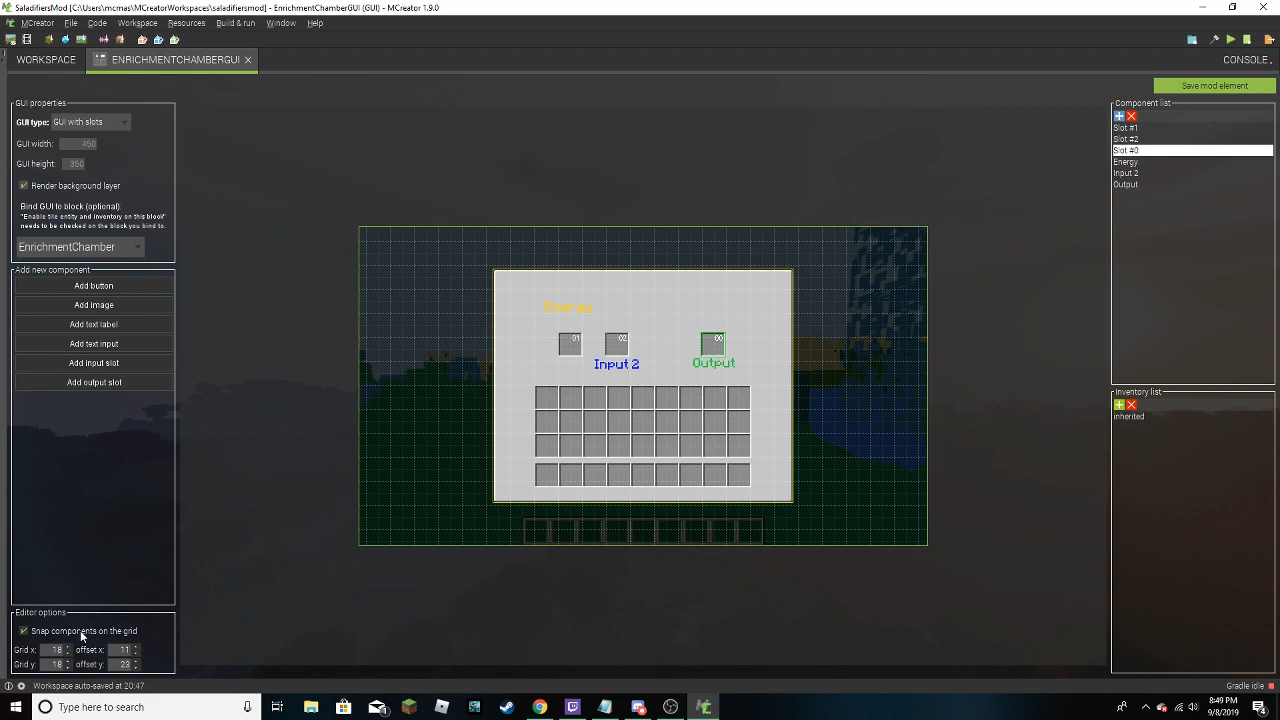 SaladifiersMod [C:\Users\mcmas\MCreatorWorkspaces\saladifiersmod] - EnrichmentChamberGUI (GUI) - MCreator 1.9.0
MCreator File Code Workspace Resources Build & run Window Help
WORKSPACE ENRICHMENTCHAMBERGUI CONSOLE
Save mod element
GUI properties
GUI type: GUI with slots
GUI width: 450
GUI height: 350
Render background layer
Bind GUI to block (optional):
"Enable tile entity and inventory on this block"
needs to be checked on the block you bind to.
EnrichmentChamber
Add new component
Add button
Add image
Add text label
Add text input
Add input slot
Add output slot
Energy
01 02 00
Input 2 Output
Component list
Slot #1
Slot #2
Slot #0
Energy
Input 2
Output
Inventory list
inherited
Editor options
Snap components on the grid
Grid x: 18 offset x: 11
Grid y: 18 offset y: 23
Workspace auto-saved at 20:47
Gradle idle
Type here to search
8:49 PM
9/8/2019